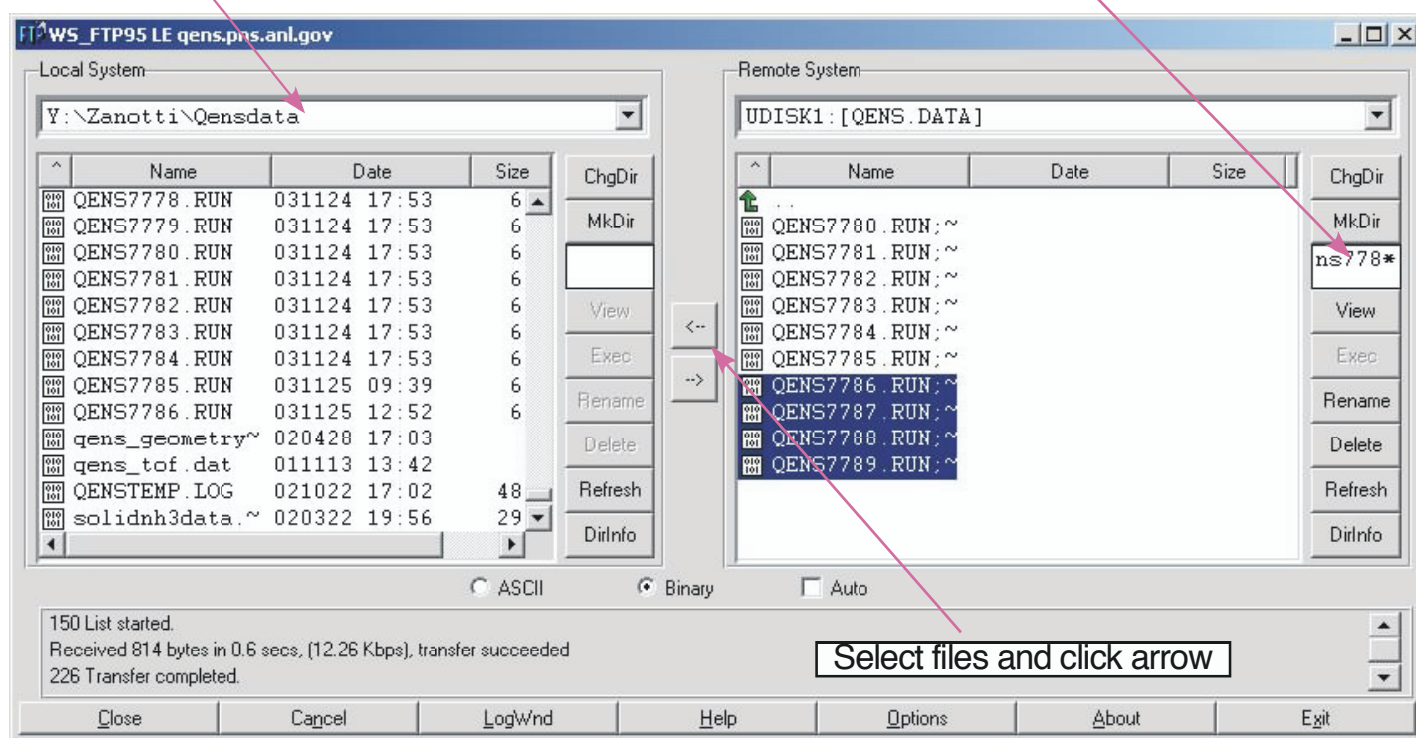 WS_FTP95 LE qens.pns.anl.gov
Local System
Y:\Zanotti\Qensdata
^ Name Date Size
QENS7778.RUN 031124 17:53 6
QENS7779.RUN 031124 17:53 6
QENS7780.RUN 031124 17:53 6
QENS7781.RUN 031124 17:53 6
QENS7782.RUN 031124 17:53 6
QENS7783.RUN 031124 17:53 6
QENS7784.RUN 031124 17:53 6
QENS7785.RUN 031125 09:39 6
QENS7786.RUN 031125 12:52 6
qens_geometry~ 020428 17:03
qens_tof.dat 011113 13:42
QENSTEMP.LOG 021022 17:02 48
solidnh3data.~ 020322 19:56 29
ChgDir
MkDir
View
Exec
Rename
Delete
Refresh
DirInfo
<--
-->
Remote System
UDISK1:[QENS.DATA]
^ Name Date Size
..
QENS7780.RUN;~
QENS7781.RUN;~
QENS7782.RUN;~
QENS7783.RUN;~
QENS7784.RUN;~
QENS7785.RUN;~
QENS7786.RUN;~
QENS7787.RUN;~
QENS7788.RUN;~
QENS7789.RUN;~
ChgDir
MkDir
ns778*
View
Exec
Rename
Delete
Refresh
DirInfo
ASCII Binary Auto
150 List started.
Received 814 bytes in 0.6 secs, (12.26 Kbps), transfer succeeded
226 Transfer completed.
Select files and click arrow
Close Cancel LogWnd Help Options About Exit